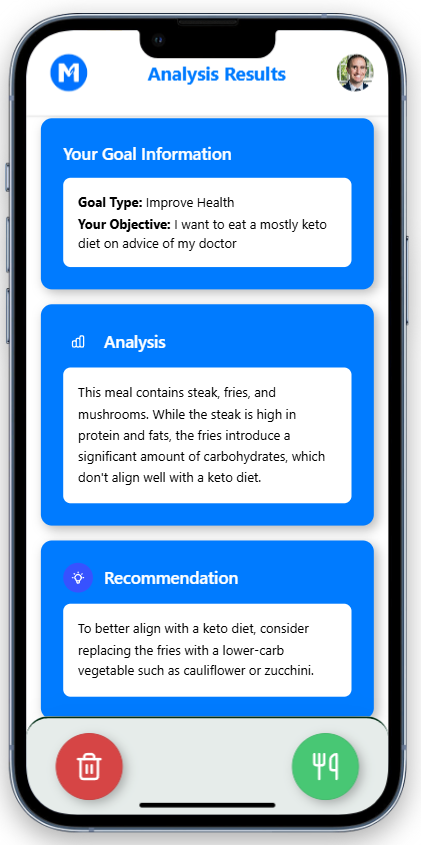 M
Analysis Results
Your Goal Information
Goal Type: Improve Health
Your Objective: I want to eat a mostly keto
diet on advice of my doctor
Analysis
This meal contains steak, fries, and
mushrooms. While the steak is high in
protein and fats, the fries introduce a
significant amount of carbohydrates, which
don't align well with a keto diet.
Recommendation
To better align with a keto diet, consider
replacing the fries with a lower-carb
vegetable such as cauliflower or zucchini.